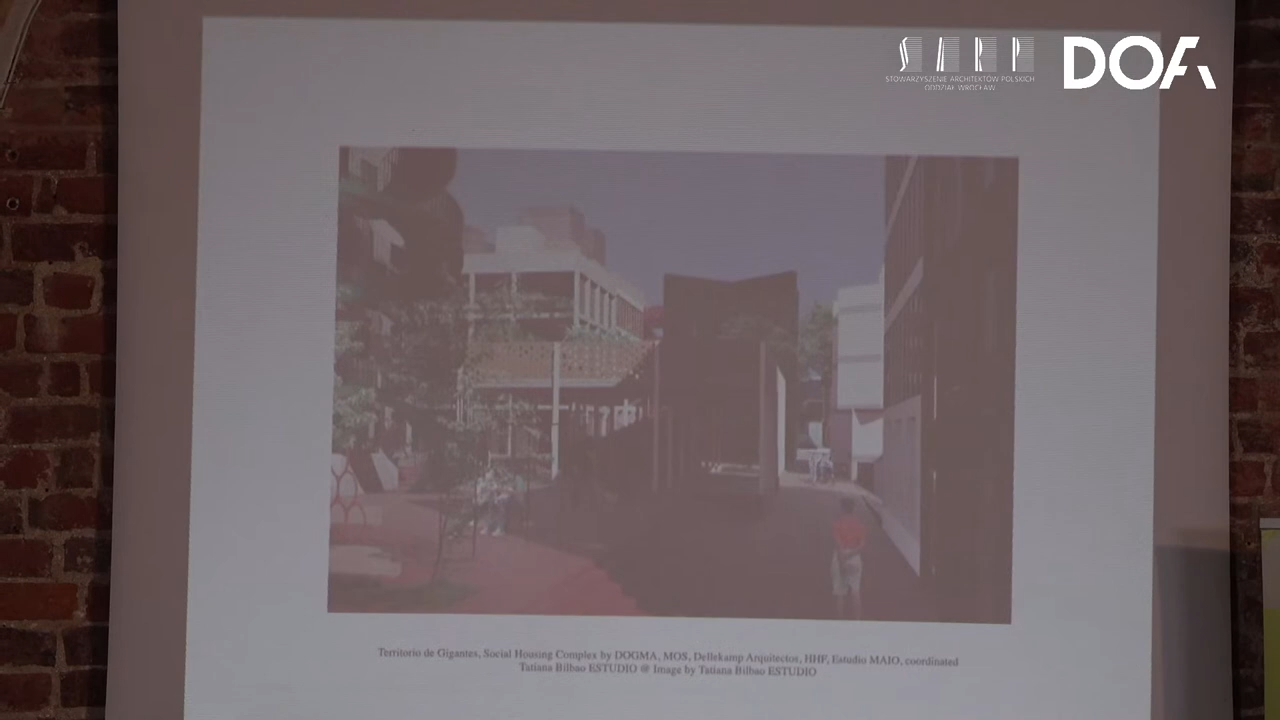 SARP
STOWARZYSZENIE ARCHITEKTÓW POLSKICH
ODDZIAŁ WROCŁAW
DOFA
Territorio de Gigantes, Social Housing Complex by DOGMA, MOS, Dellekamp Arquitectos, HHF, Estudio MAIO, coordinated
Tatiana Bilbao ESTUDIO @ Image by Tatiana Bilbao ESTUDIO